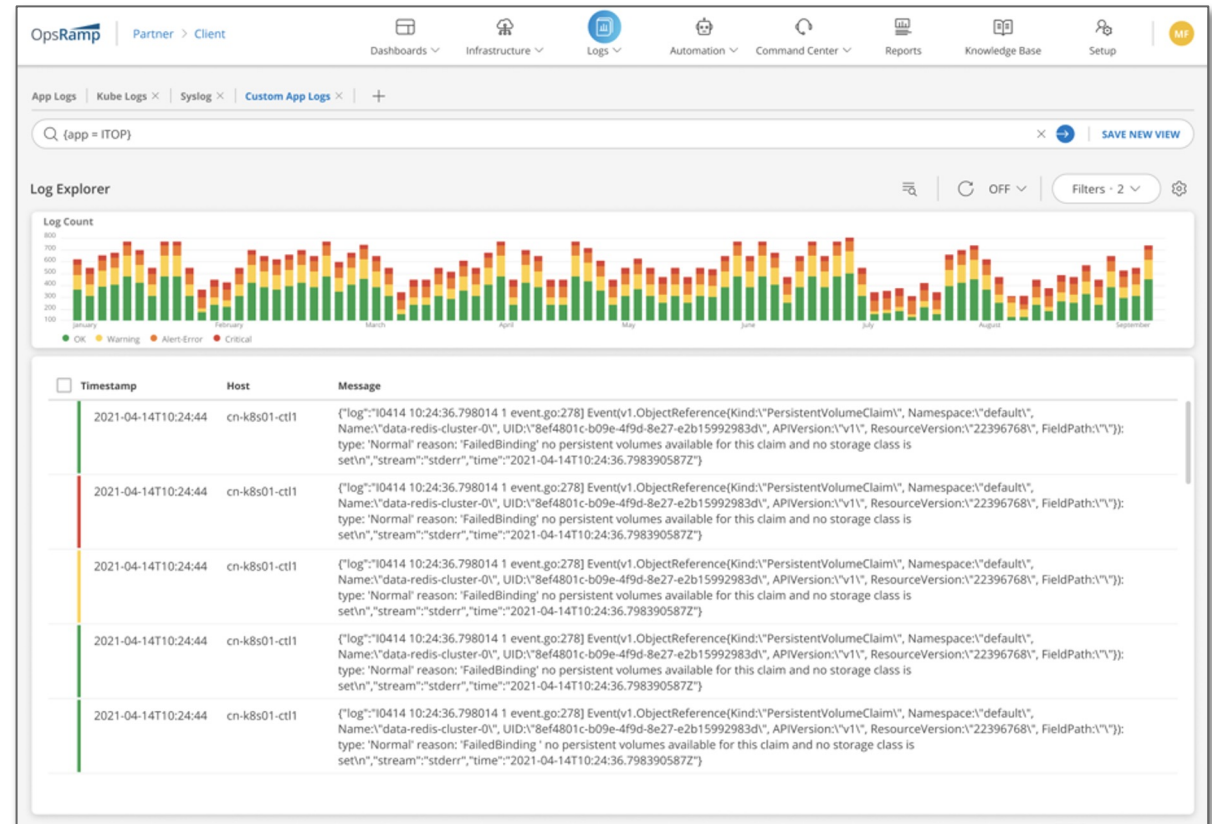 OpsRamp
Partner > Client
Dashboards
Infrastructure
Logs
Automation
Command Center
Reports
Knowledge Base
Setup
MF
App Logs
Kube Logs ×
Syslog ×
Custom App Logs ×
+
{app = ITOP}
×
SAVE NEW VIEW
Log Explorer
OFF
Filters · 2
Log Count
800
700
600
500
400
300
200
100
January
February
March
April
May
June
July
August
September
OK
Warning
Alert-Error
Critical
Timestamp Host Message
2021-04-14T10:24:44 cn-k8s01-ctl1
{"log":"I0414 10:24:36.798014 1 event.go:278] Event(v1.ObjectReference{Kind:\"PersistentVolumeClaim\", Namespace:\"default\",
Name:\"data-redis-cluster-0\", UID:\"8ef4801c-b09e-4f9d-8e27-e2b15992983d\", APIVersion:\"v1\", ResourceVersion:\"22396768\", FieldPath:\"\"}):
type: 'Normal' reason: 'FailedBinding' no persistent volumes available for this claim and no storage class is
set\n","stream":"stderr","time":"2021-04-14T10:24:36.798390587Z"}
2021-04-14T10:24:44 cn-k8s01-ctl1
{"log":"I0414 10:24:36.798014 1 event.go:278] Event(v1.ObjectReference{Kind:\"PersistentVolumeClaim\", Namespace:\"default\",
Name:\"data-redis-cluster-0\", UID:\"8ef4801c-b09e-4f9d-8e27-e2b15992983d\", APIVersion:\"v1\", ResourceVersion:\"22396768\", FieldPath:\"\"}):
type: 'Normal' reason: 'FailedBinding' no persistent volumes available for this claim and no storage class is
set\n","stream":"stderr","time":"2021-04-14T10:24:36.798390587Z"}
2021-04-14T10:24:44 cn-k8s01-ctl1
{"log":"I0414 10:24:36.798014 1 event.go:278] Event(v1.ObjectReference{Kind:\"PersistentVolumeClaim\", Namespace:\"default\",
Name:\"data-redis-cluster-0\", UID:\"8ef4801c-b09e-4f9d-8e27-e2b15992983d\", APIVersion:\"v1\", ResourceVersion:\"22396768\", FieldPath:\"\"}):
type: 'Normal' reason: 'FailedBinding' no persistent volumes available for this claim and no storage class is
set\n","stream":"stderr","time":"2021-04-14T10:24:36.798390587Z"}
2021-04-14T10:24:44 cn-k8s01-ctl1
{"log":"I0414 10:24:36.798014 1 event.go:278] Event(v1.ObjectReference{Kind:\"PersistentVolumeClaim\", Namespace:\"default\",
Name:\"data-redis-cluster-0\", UID:\"8ef4801c-b09e-4f9d-8e27-e2b15992983d\", APIVersion:\"v1\", ResourceVersion:\"22396768\", FieldPath:\"\"}):
type: 'Normal' reason: 'FailedBinding' no persistent volumes available for this claim and no storage class is
set\n","stream":"stderr","time":"2021-04-14T10:24:36.798390587Z"}
2021-04-14T10:24:44 cn-k8s01-ctl1
{"log":"I0414 10:24:36.798014 1 event.go:278] Event(v1.ObjectReference{Kind:\"PersistentVolumeClaim\", Namespace:\"default\",
Name:\"data-redis-cluster-0\", UID:\"8ef4801c-b09e-4f9d-8e27-e2b15992983d\", APIVersion:\"v1\", ResourceVersion:\"22396768\", FieldPath:\"\"}):
type: 'Normal' reason: 'FailedBinding ' no persistent volumes available for this claim and no storage class is
set\n","stream":"stderr","time":"2021-04-14T10:24:36.798390587Z"}